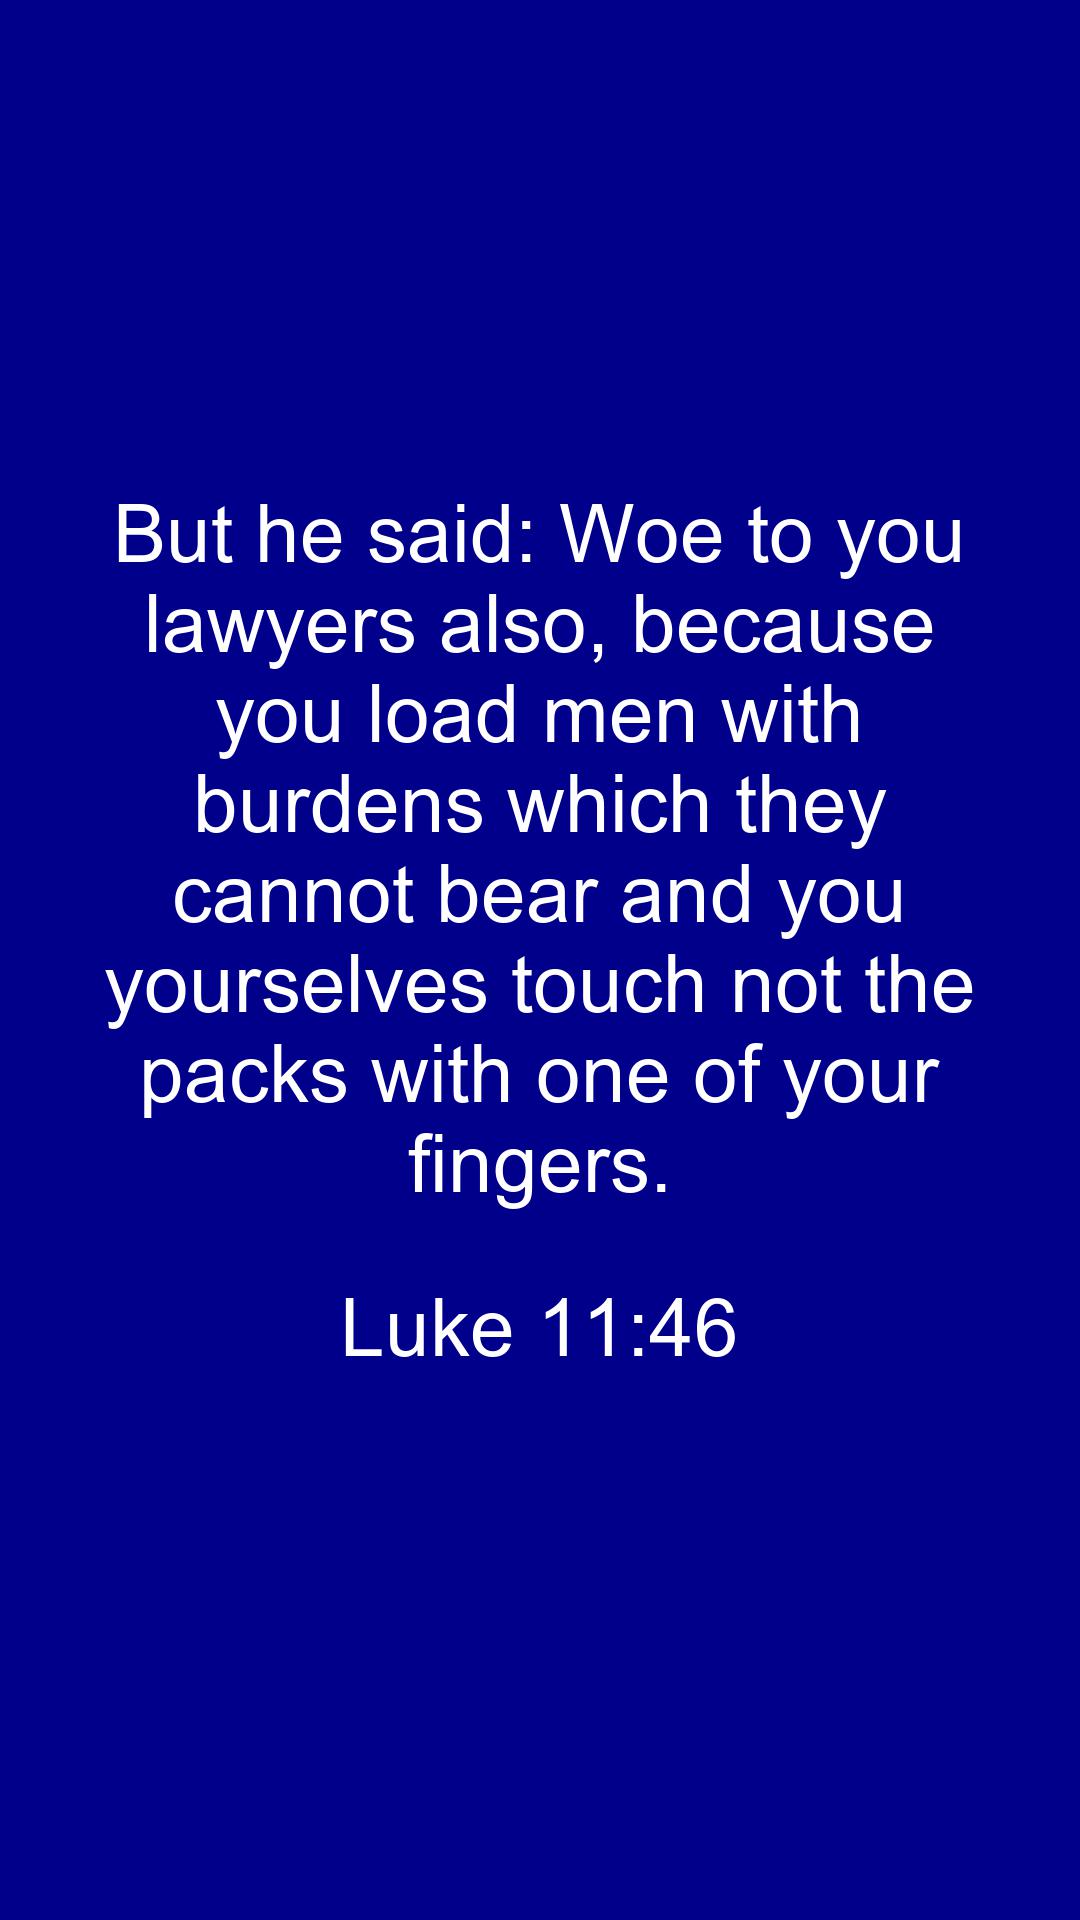 But he said: Woe to you
lawyers also, because
you load men with
burdens which they
cannot bear and you
yourselves touch not the
packs with one of your
fingers.
Luke 11:46